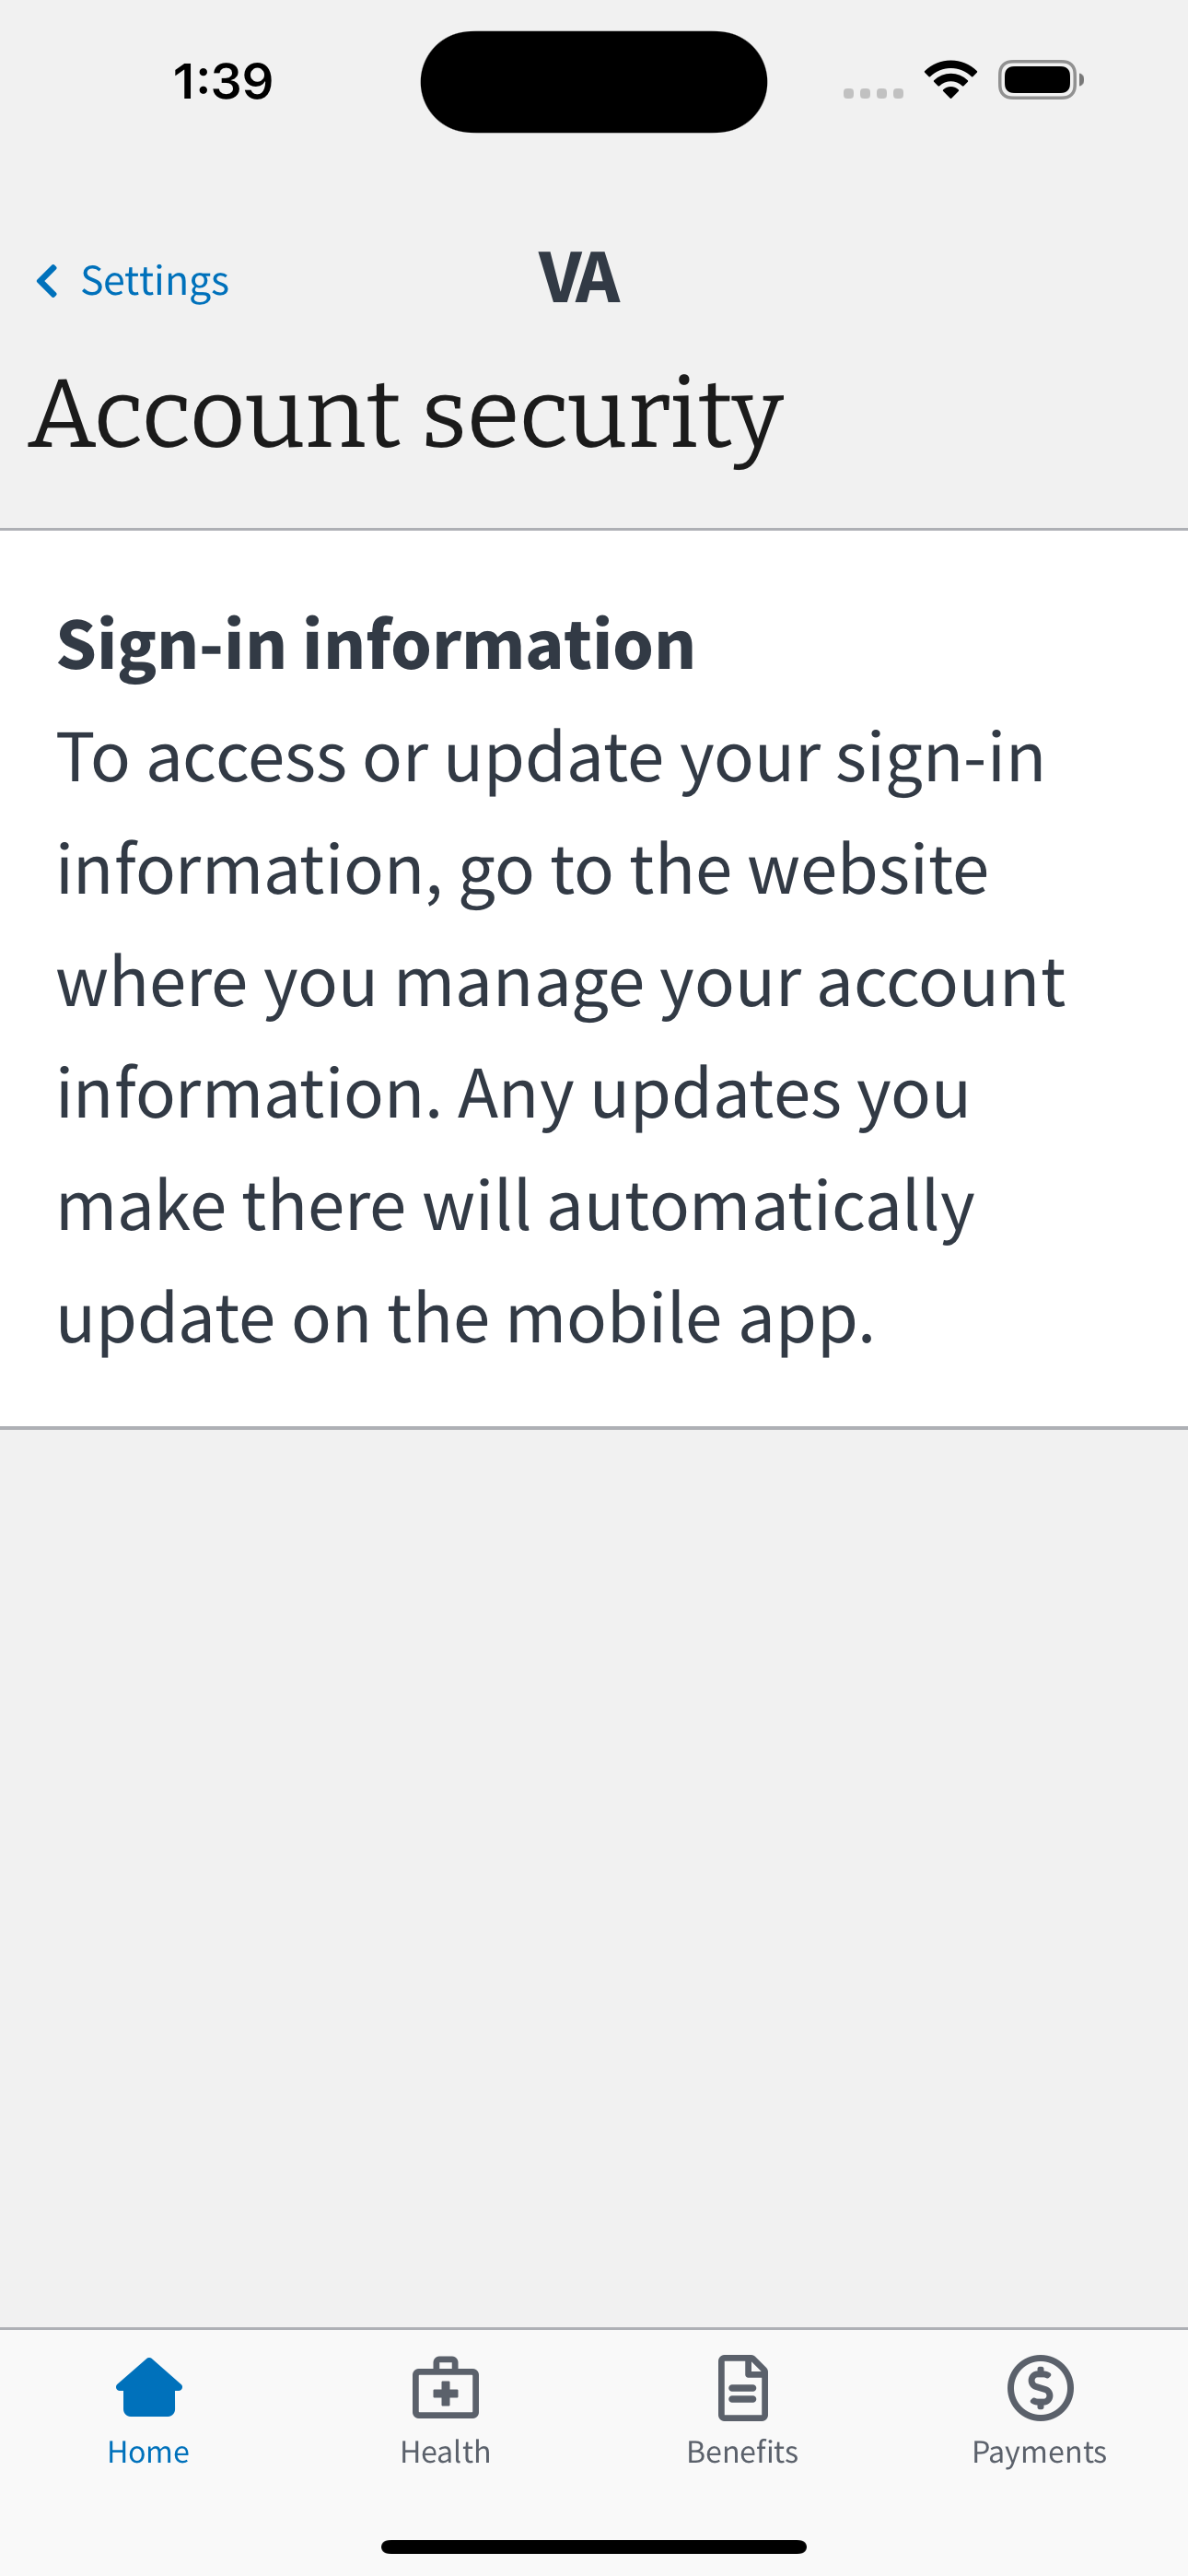 1:39
Settings
VA
Account security
Sign-in information
To access or update your sign-in
information, go to the website
where you manage your account
information. Any updates you
make there will automatically
update on the mobile app.
Home
Health
Benefits
Payments